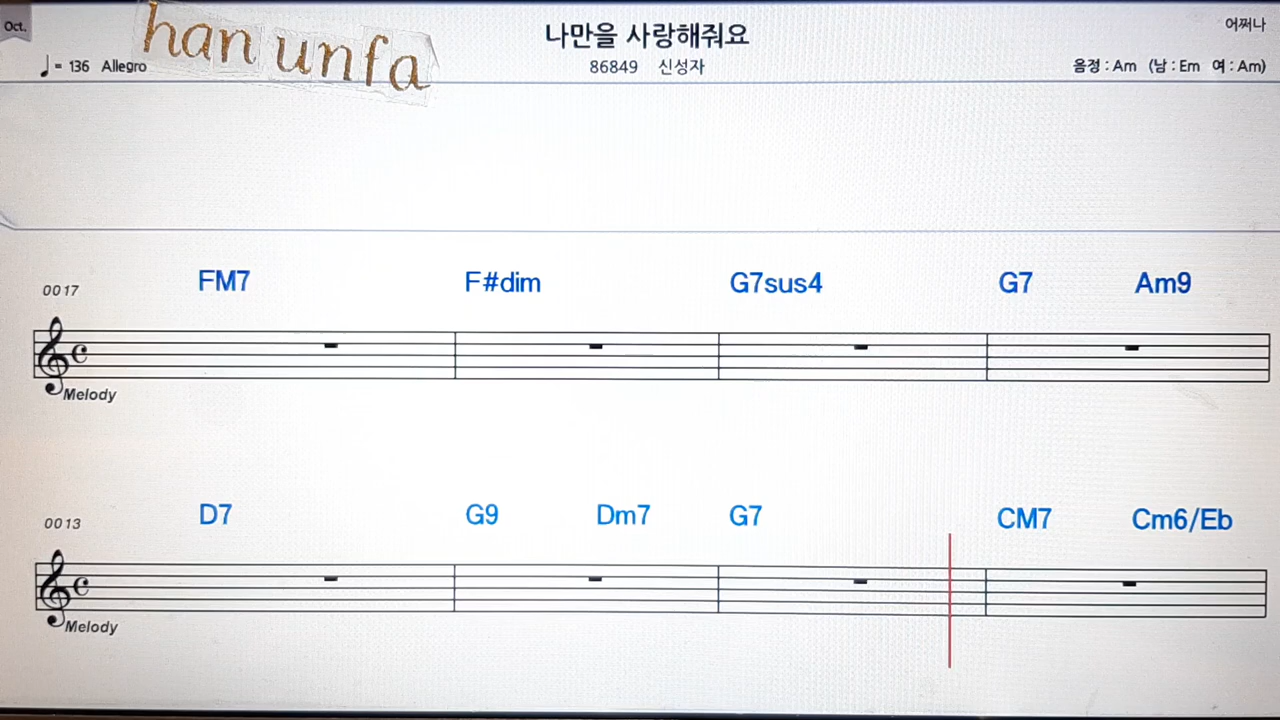 Oct.
han unfa
나만을 사랑해줘요
어쩌나
♩= 136 Allegro
86849 신성자
음정 : Am (남 : Em 여 : Am)
0017 FM7 F#dim G7sus4 G7 Am9
Melody
0013 D7 G9 Dm7 G7 CM7 Cm6/Eb
Melody